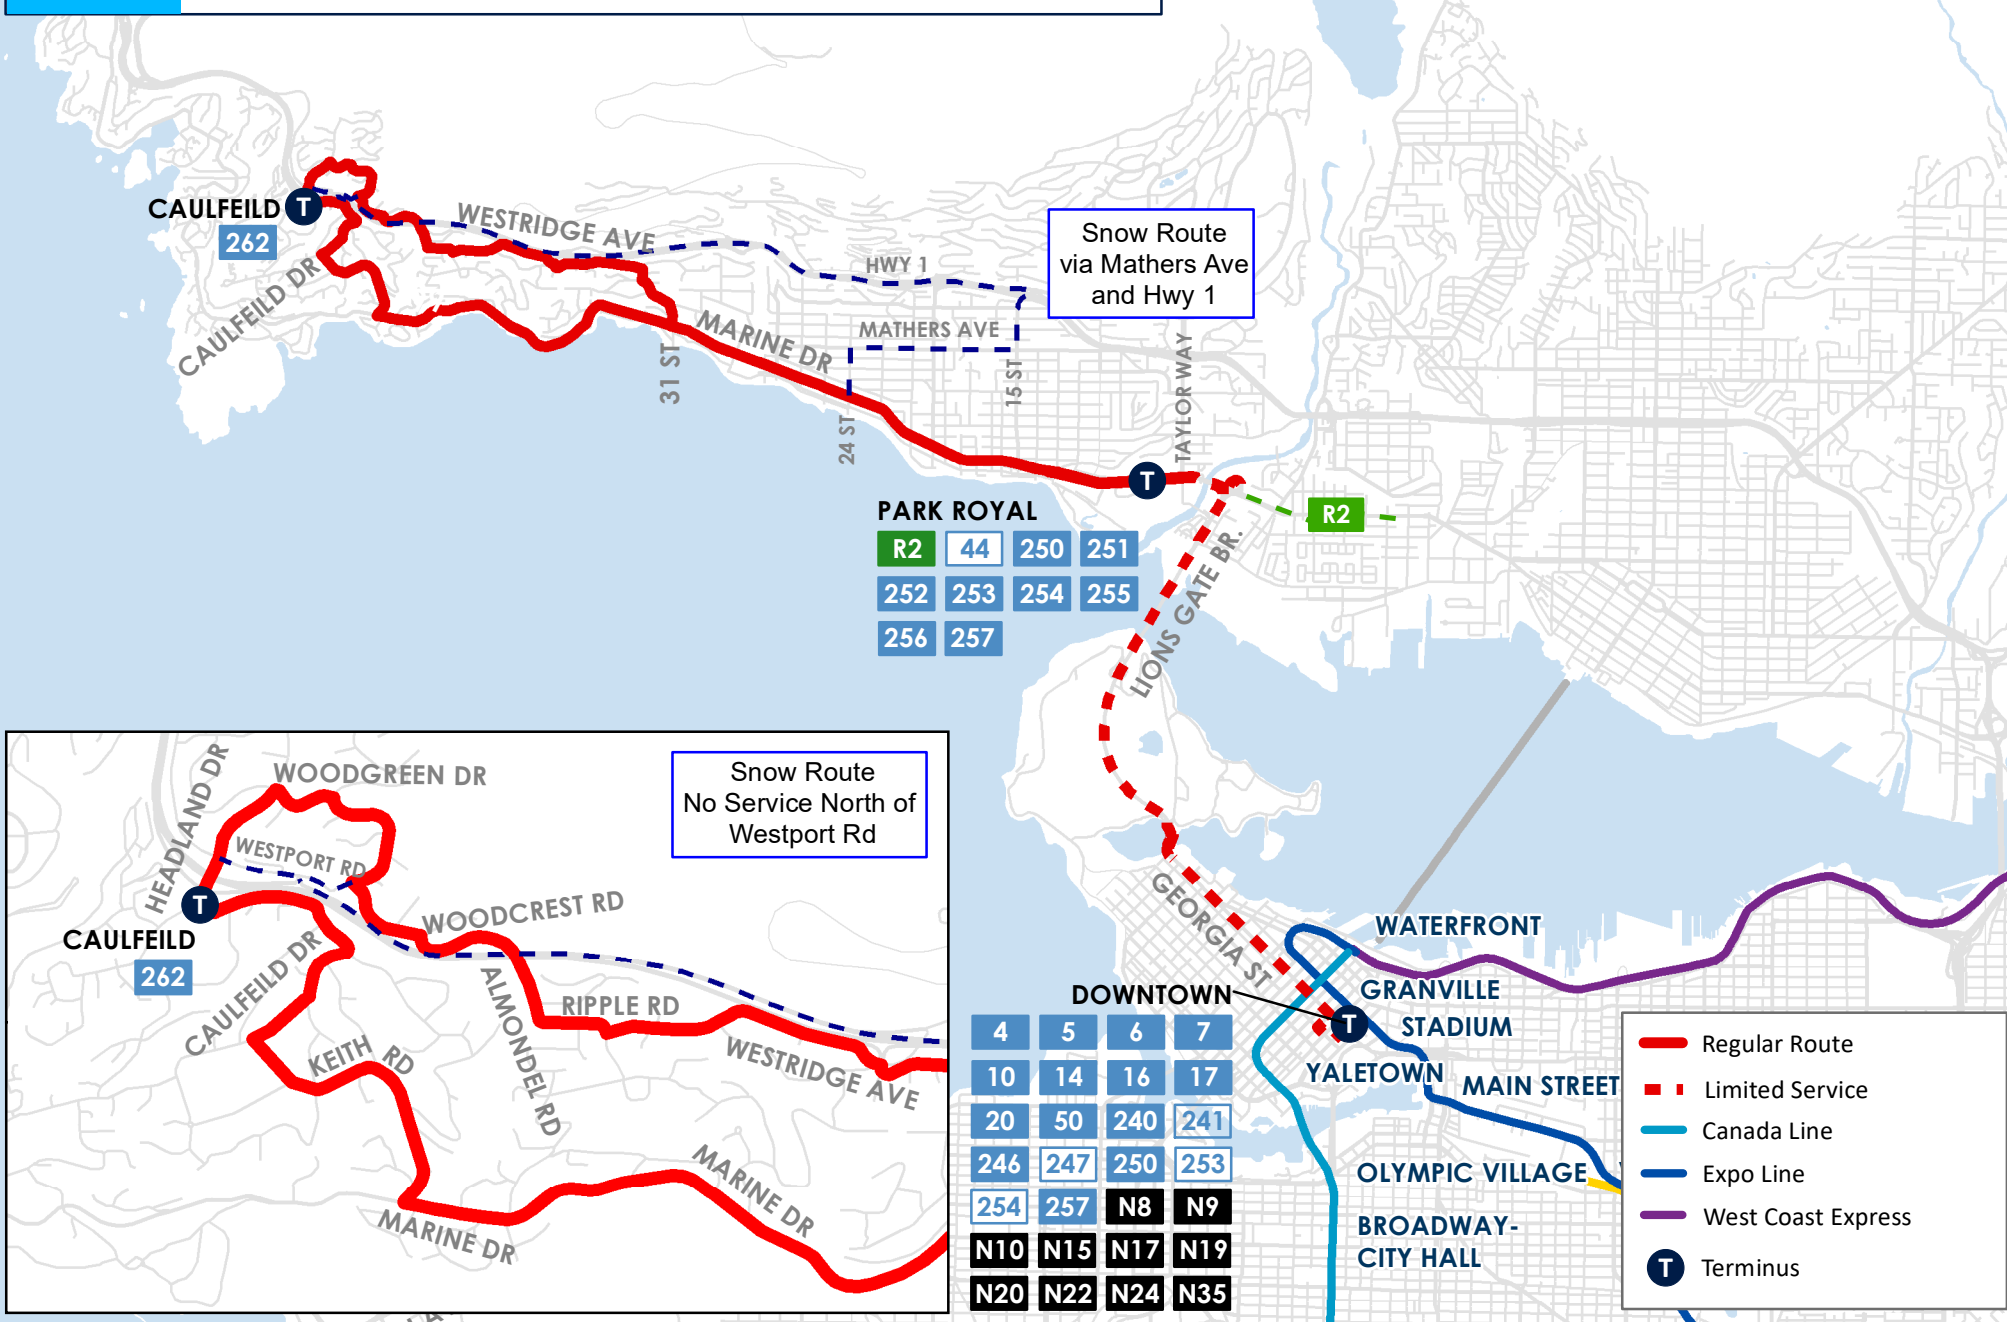 CAULFEILD
T
262
CAULFEILD DR
WESTRIDGE AVE
HWY 1
Snow Route
via Mathers Ave
and Hwy 1
MARINE DR
MATHERS AVE
31 ST
24 ST
15 ST
TAYLOR WAY
T
PARK ROYAL
R2 44 250 251
252 253 254 255
256 257
R2
LIONS GATE BR.
GEORGIA ST
WATERFRONT
GRANVILLE
STADIUM
DOWNTOWN
T
YALETOWN
MAIN STREET
OLYMPIC VILLAGE
BROADWAY-
CITY HALL
4 5 6 7
10 14 16 17
20 50 240 241
246 247 250 253
254 257 N8 N9
N10 N15 N17 N19
N20 N22 N24 N35
Snow Route
No Service North of
Westport Rd
WOODGREEN DR
HEADLAND DR
WESTPORT RD
T
CAULFEILD
262
WOODCREST RD
CAULFEILD DR
KEITH RD
ALMONDEL RD
RIPPLE RD
WESTRIDGE AVE
MARINE DR
MARINE DR
Regular Route
Limited Service
Canada Line
Expo Line
West Coast Express
T Terminus